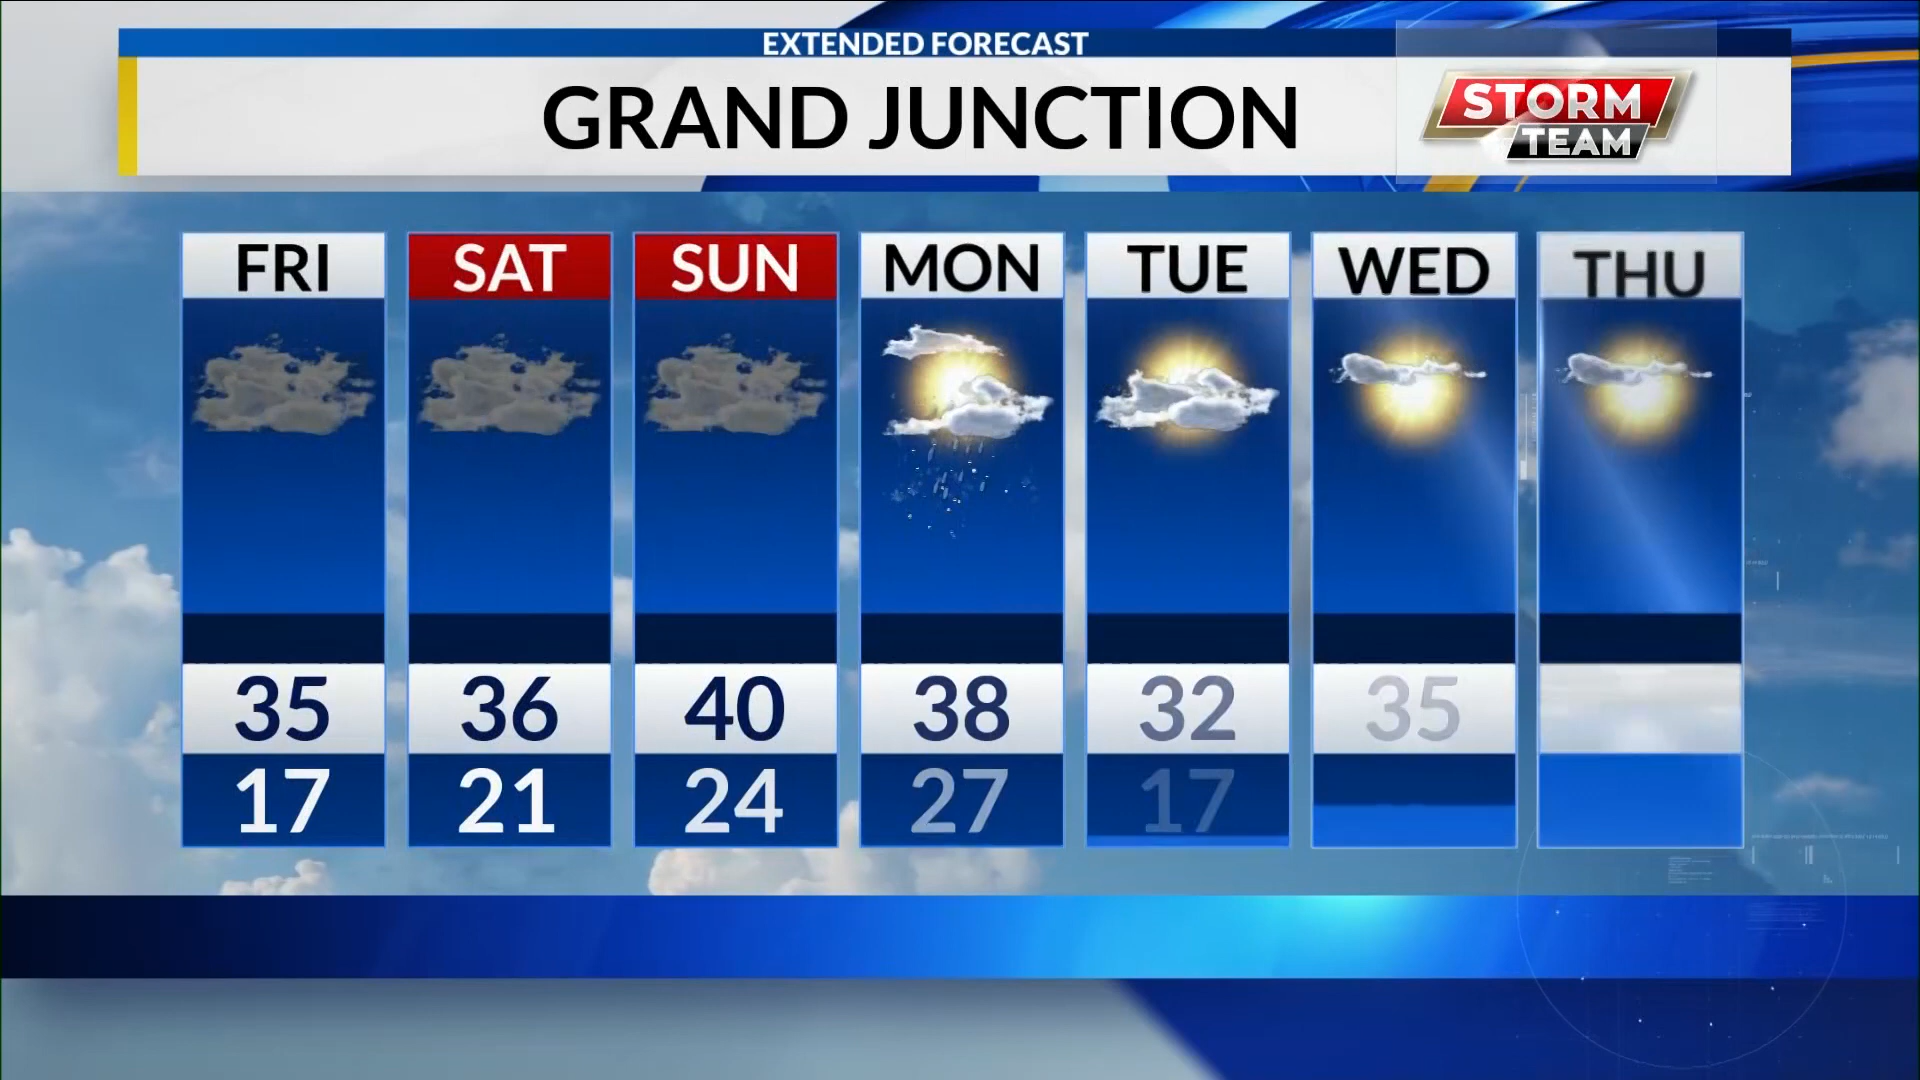 EXTENDED FORECAST
GRAND JUNCTION
STORM
TEAM
FRI SAT SUN MON TUE WED THU
35 36 40 38 32 35
17 21 24 27 17